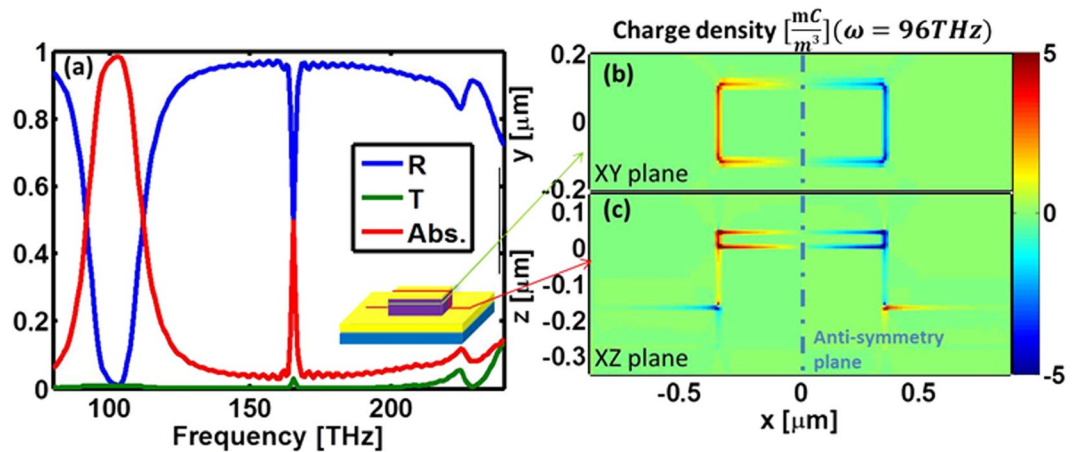 Charge density [mC/m³](ω = 96THz)
(a)
1
0.8
0.6
0.4
0.2
0
100
150
200
Frequency [THz]
R
T
Abs.
(b)
0.2
0
-0.2
y [μm]
XY plane
(c)
0.1
0
-0.1
-0.2
-0.3
z [μm]
XZ plane
Anti-symmetry
plane
-0.5
0
0.5
x [μm]
5
0
-5